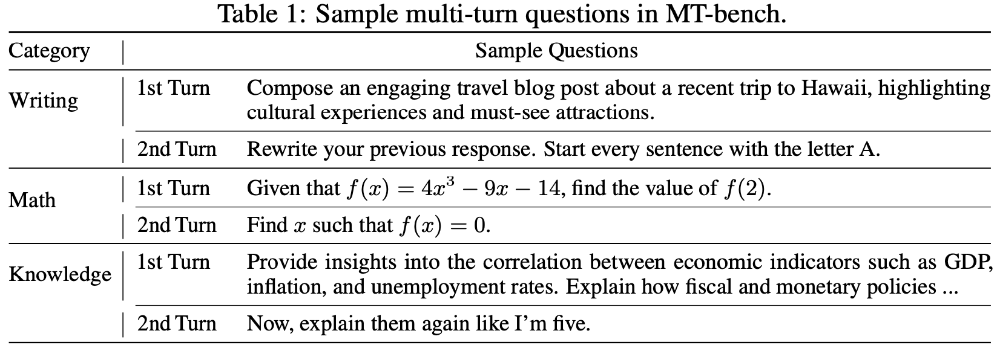 Table 1: Sample multi-turn questions in MT-bench.
Category Sample Questions
Writing 1st Turn Compose an engaging travel blog post about a recent trip to Hawaii, highlighting
cultural experiences and must-see attractions.
2nd Turn Rewrite your previous response. Start every sentence with the letter A.
Math 1st Turn Given that f(x) = 4x³ − 9x − 14, find the value of f(2).
2nd Turn Find x such that f(x) = 0.
Knowledge 1st Turn Provide insights into the correlation between economic indicators such as GDP,
inflation, and unemployment rates. Explain how fiscal and monetary policies ...
2nd Turn Now, explain them again like I’m five.